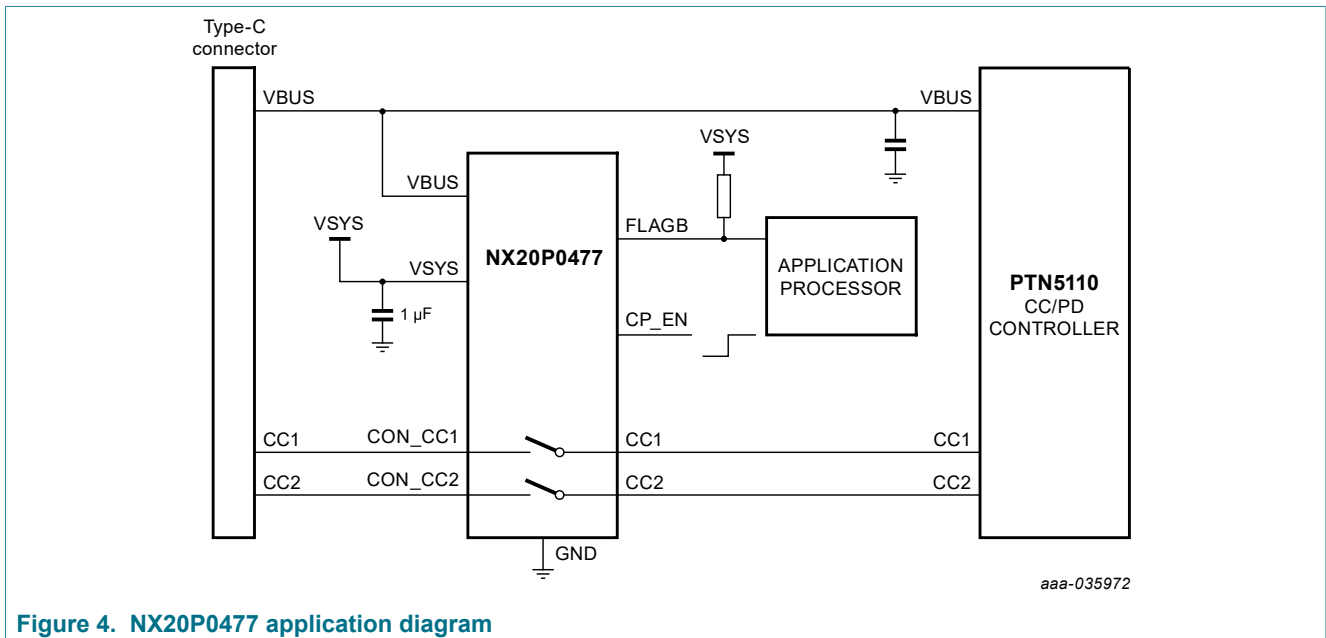 Type-C
connector
VBUS
VBUS
VSYS
VBUS
VSYS
FLAGB
NX20P0477
VSYS
APPLICATION
PROCESSOR
PTN5110
CC/PD
CONTROLLER
1 µF
CP_EN
CC1
CON_CC1
CC1
CC1
CC2
CON_CC2
CC2
CC2
GND
aaa-035972
Figure 4. NX20P0477 application diagram